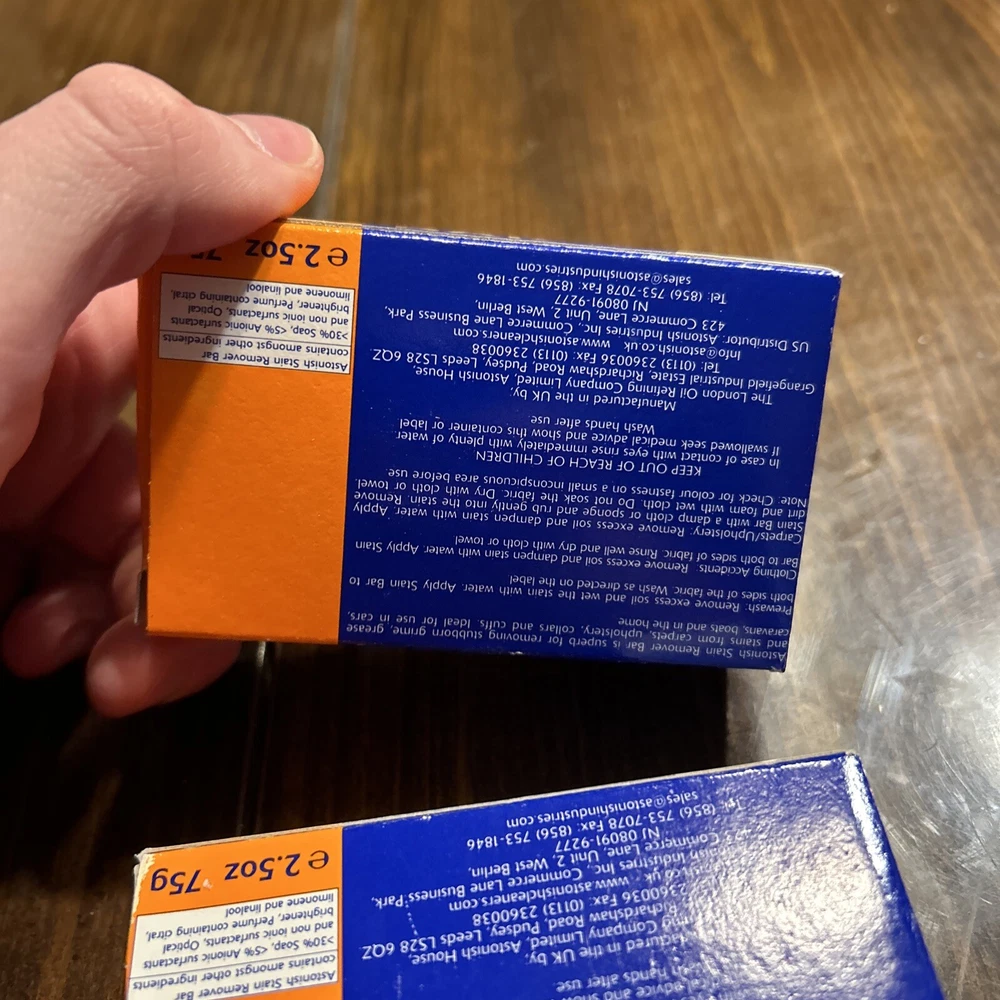 Astonish Stain Remover Bar is superb for removing stubborn grime, grease
and stains from carpets, upholstery, collars and cuffs. Ideal for use in cars,
caravans, boats and in the home.
Prewash: Remove excess soil and wet the stain with water. Apply Stain Bar to
both sides of the fabric. Wash as directed on the label
Clothing Accidents: Remove excess soil and dampen stain with water. Apply Stain
Bar to both sides of fabric. Rinse well and dry with cloth or towel
Carpets/Upholstery: Remove excess soil and dampen stain with water. Apply
Stain Bar with a damp cloth or sponge and rub gently into the stain. Remove
dirt and foam with wet cloth. Do not soak the fabric. Dry with cloth or towel.
Note: Check for colour fastness on a small inconspicuous area before use.
KEEP OUT OF REACH OF CHILDREN
In case of contact with eyes rinse immediately with plenty of water
If swallowed seek medical advice and show this container or label
Wash hands after use
Manufactured in the UK by:
The London Oil Refining Company Limited, Astonish House,
Grangefield Industrial Estate, Richardshaw Road, Pudsey, Leeds LS28 6QZ
Tel: (0113) 2360036 Fax: (0113) 2360038
Info@astonish.co.uk www.astonishcleaners.com
US Distributor: Astonish Industries Inc., Commerce Lane Business Park,
423 Commerce Lane, Unit 2, West Berlin,
NJ 08091-9277
Tel: (856) 753-7078 Fax: (856) 753-1846
sales@astonishindustries.com
Astonish Stain Remover Bar
contains amongst other ingredients
>30% Soap, <5% Anionic surfactants
and non ionic surfactants, Optical
brightener, Perfume containing citral,
limonene and linalool
e 2.5oz 75
hands after use
factured in the UK by:
Company Limited, Astonish House,
Richardshaw Road, Pudsey, Leeds LS28 6QZ
2360036 Fax: (0113) 2360038
.co.uk www.astonishcleaners.com
Industries Inc., Commerce Lane Business Park,
423 Commerce Lane, Unit 2, West Berlin,
NJ 08091-9277
Tel: (856) 753-7078 Fax: (856) 753-1846
sales@astonishindustries.com
Astonish Stain Remover Bar
contains amongst other ingredients
>30% Soap, <5% Anionic surfactants
and non ionic surfactants, Optical
brightener, Perfume containing citral,
limonene and linalool
e 2.5oz 75g